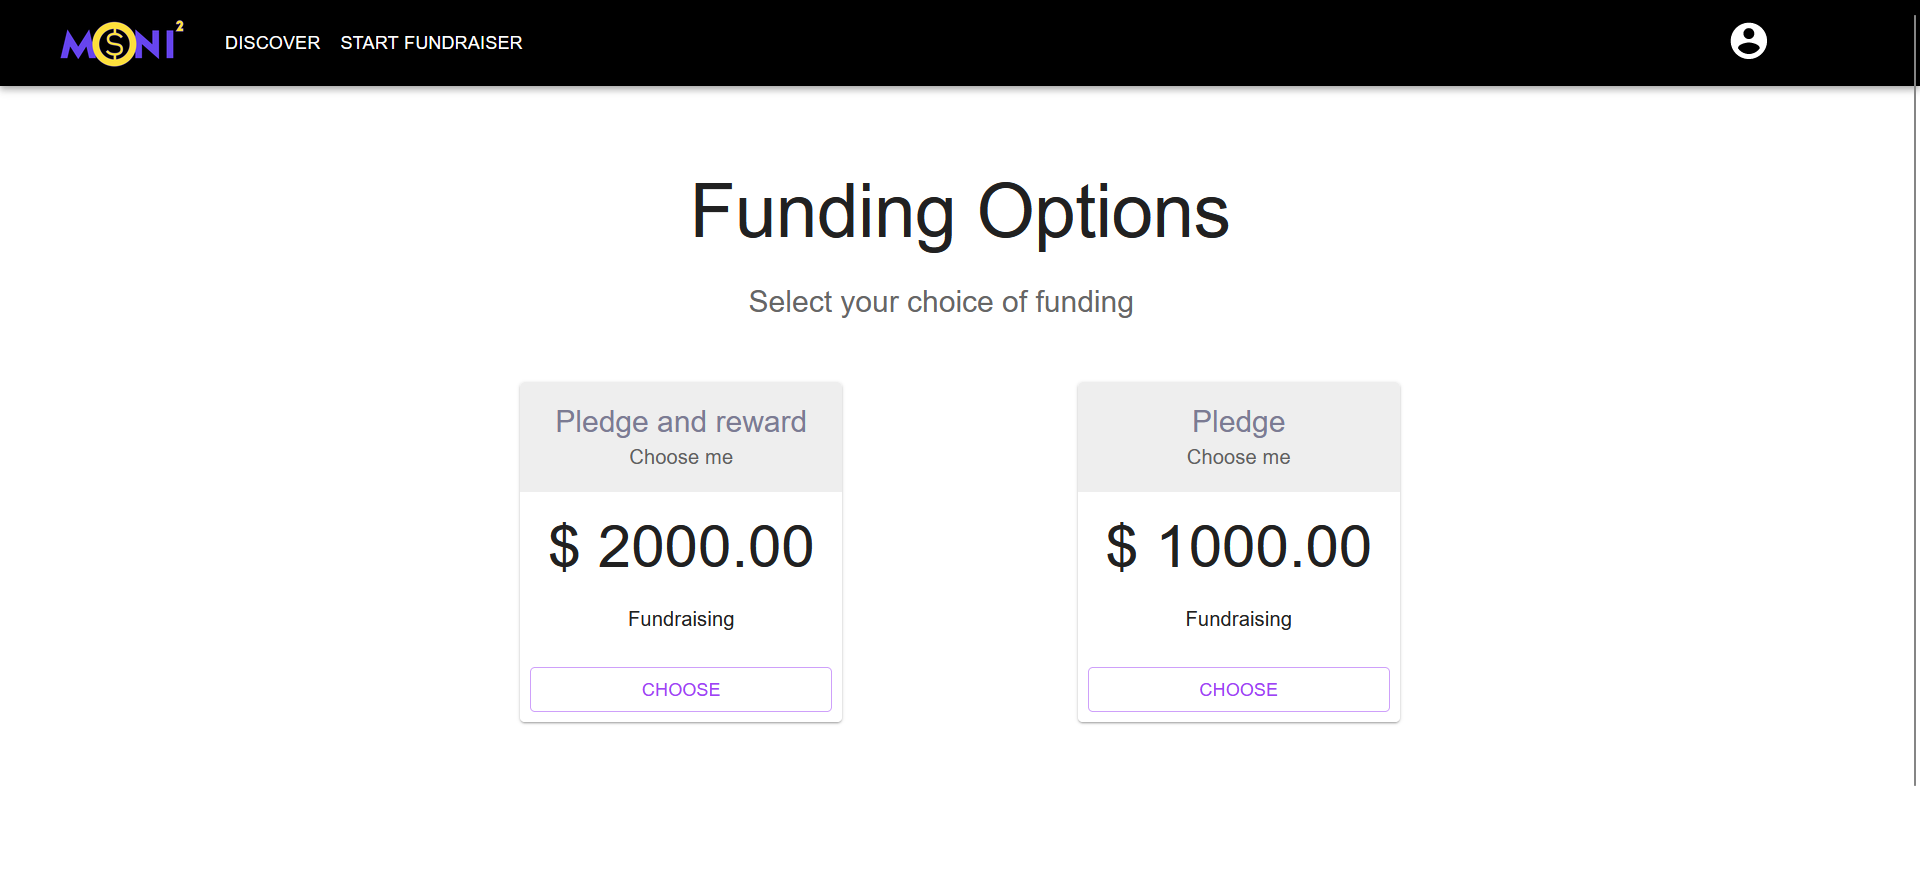 M$NI²
DISCOVER START FUNDRAISER
Funding Options
Select your choice of funding
Pledge and reward
Choose me
$ 2000.00
Fundraising
CHOOSE
Pledge
Choose me
$ 1000.00
Fundraising
CHOOSE